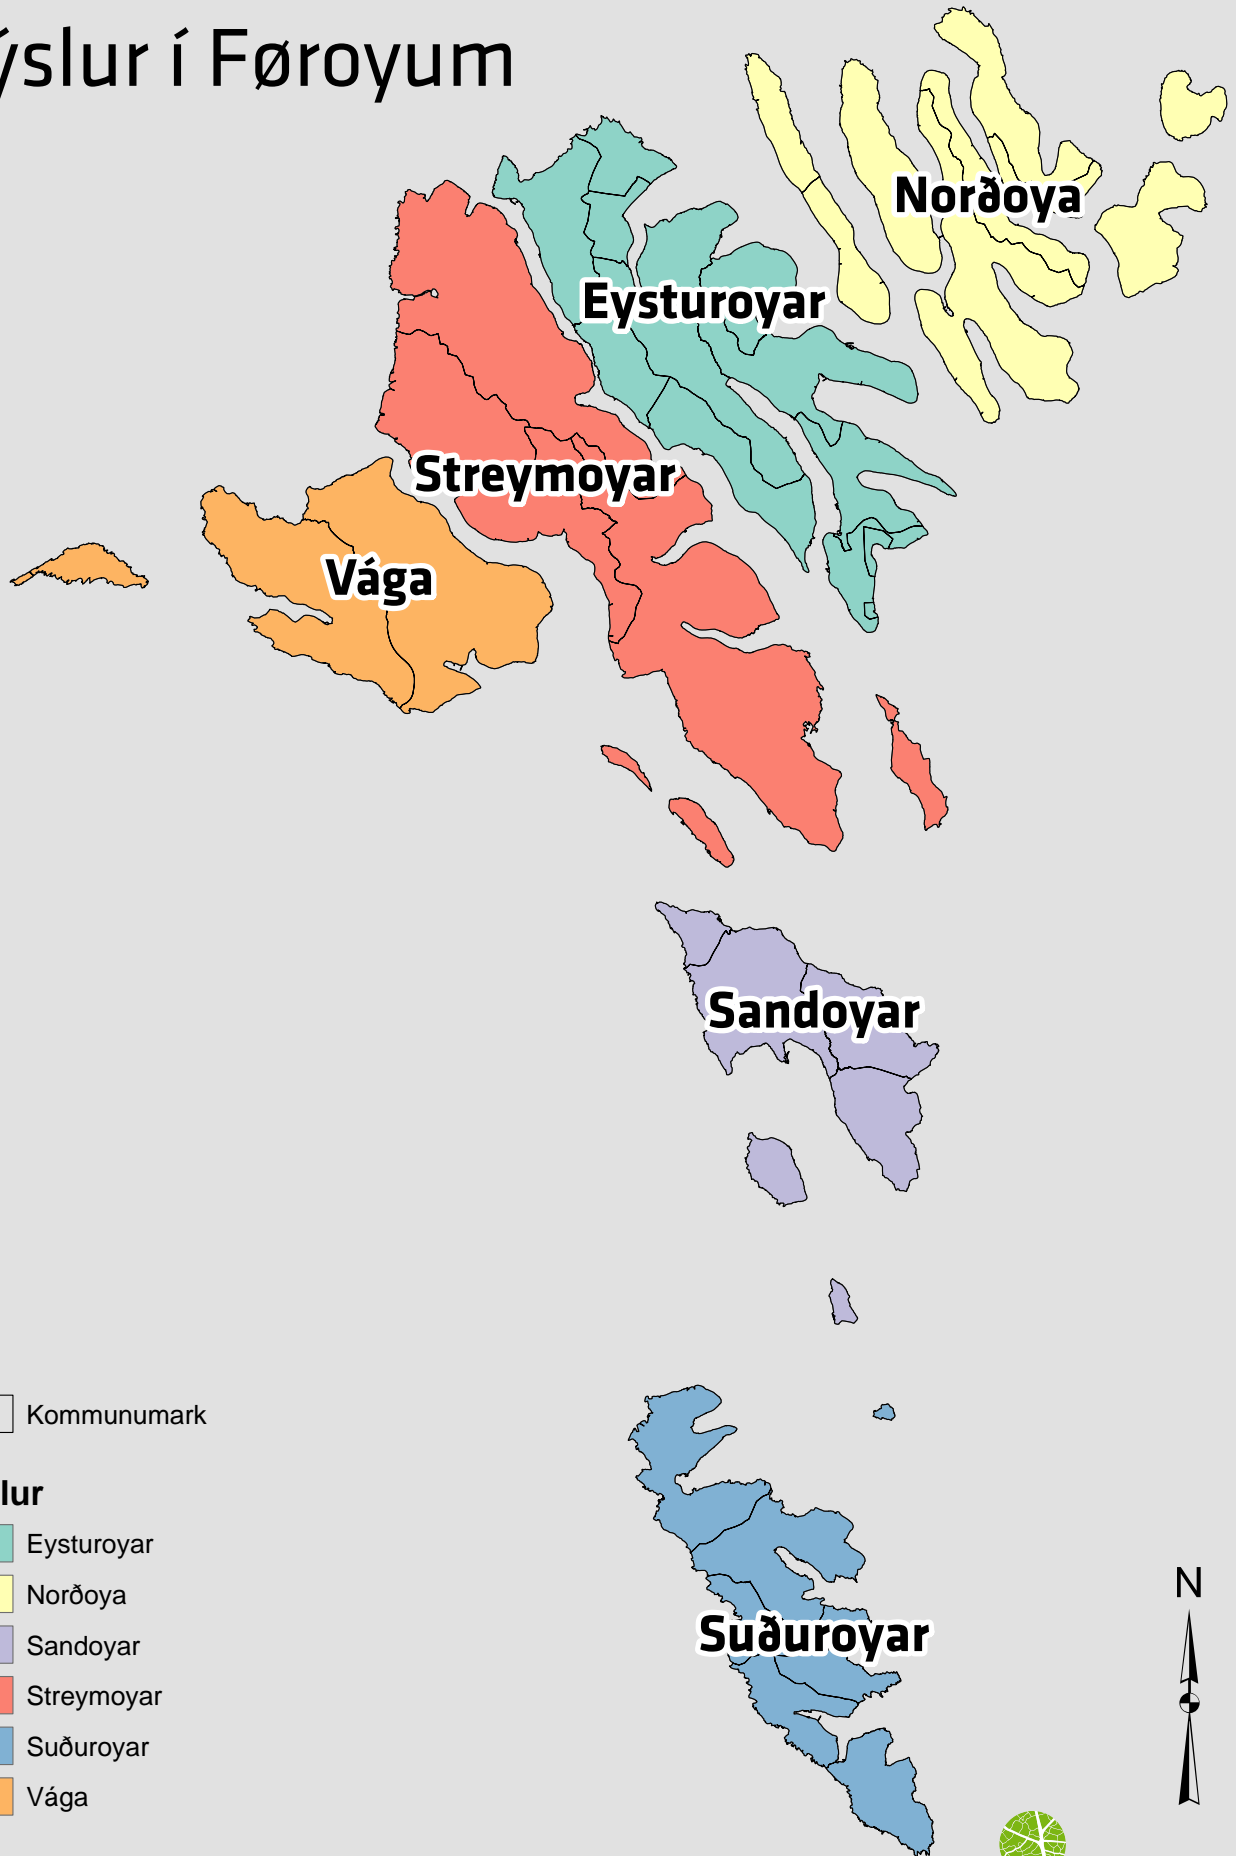 ýslur í Føroyum
Norðoya
Eysturoyar
Streymoyar
Vága
Sandoyar
Suðuroyar
Kommunumark
lur
Eysturoyar
Norðoya
Sandoyar
Streymoyar
Suðuroyar
Vága
N